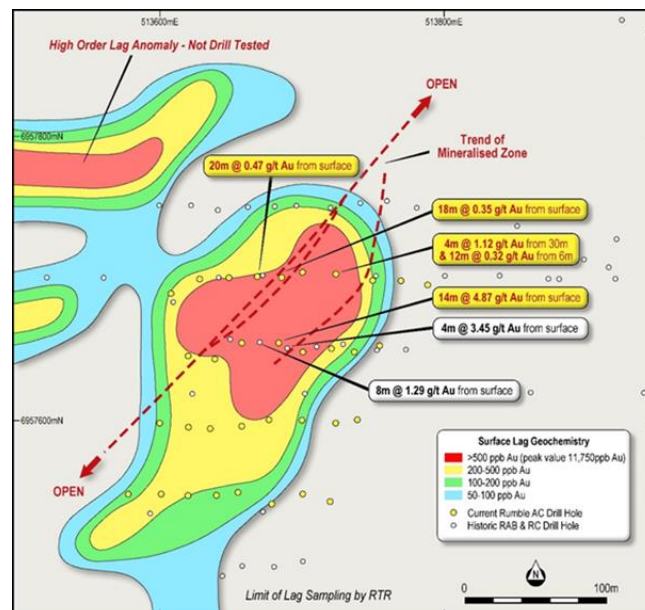 513600mE
513800mE
High Order Lag Anomaly - Not Drill Tested
OPEN
6957800mN
Trend of
Mineralised Zone
20m @ 0.47 g/t Au from surface
18m @ 0.35 g/t Au from surface
4m @ 1.12 g/t Au from 30m
& 12m @ 0.32 g/t Au from 6m
14m @ 4.87 g/t Au from surface
4m @ 3.45 g/t Au from surface
8m @ 1.29 g/t Au from surface
6957600mN
OPEN
Surface Lag Geochemistry
>500 ppb Au (peak value 11,750ppb Au)
200-500 ppb Au
100-200 ppb Au
50-100 ppb Au
Current Rumble AC Drill Hole
Historic RAB & RC Drill Hole
N
0 100m
Limit of Lag Sampling by RTR